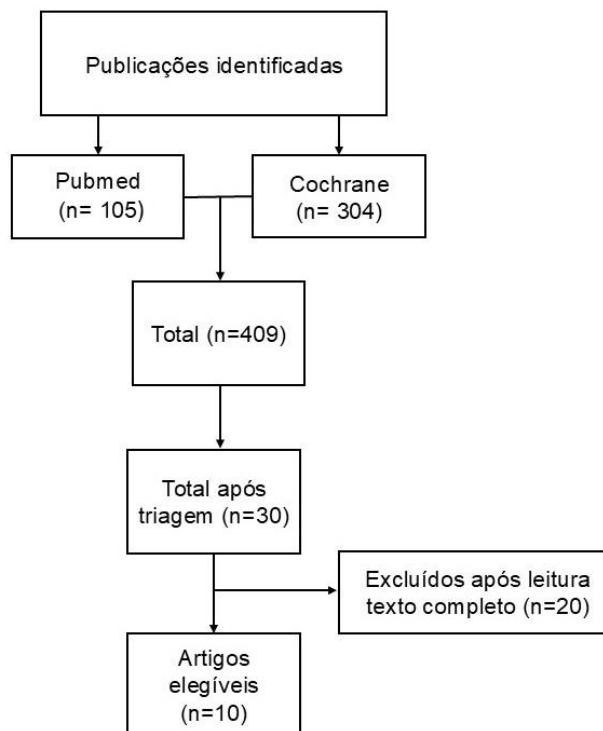 Publicações identificadas
Pubmed
(n= 105)
Cochrane
(n= 304)
Total (n=409)
Total após
triagem (n=30)
Excluídos após leitura
texto completo (n=20)
Artigos
elegíveis
(n=10)